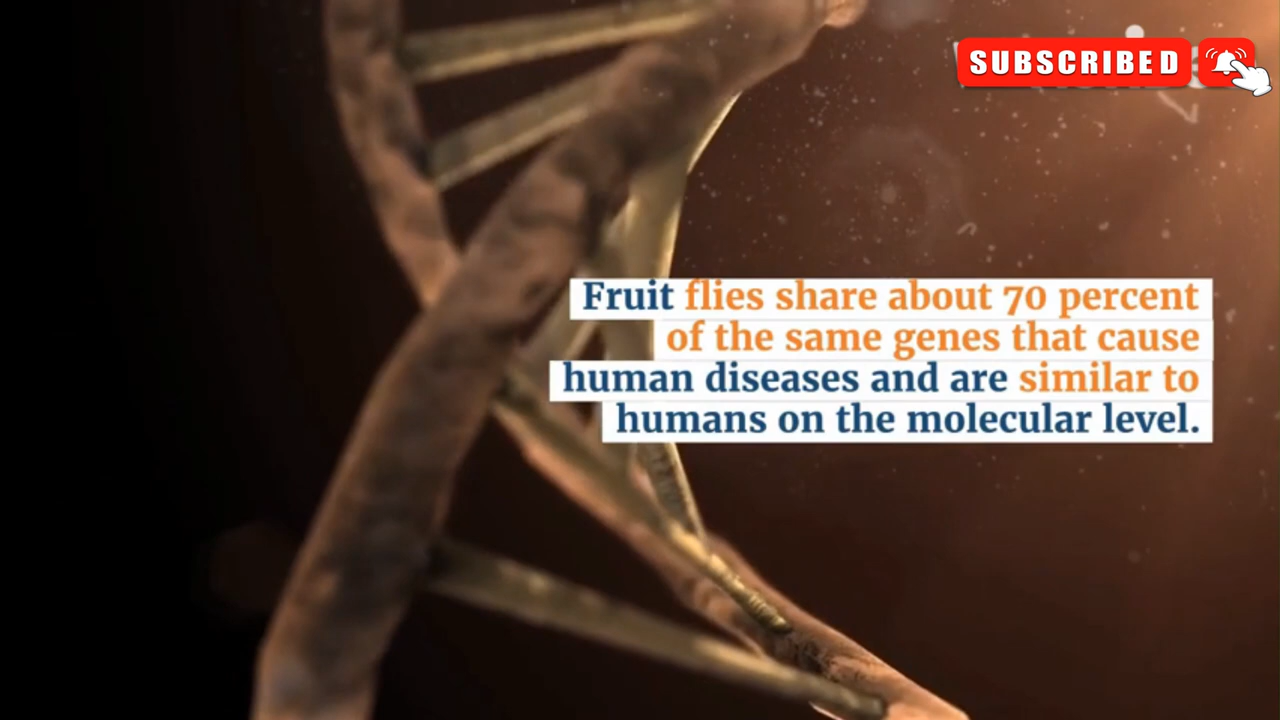 SUBSCRIBED
Fruit flies share about 70 percent
of the same genes that cause
human diseases and are similar to
humans on the molecular level.